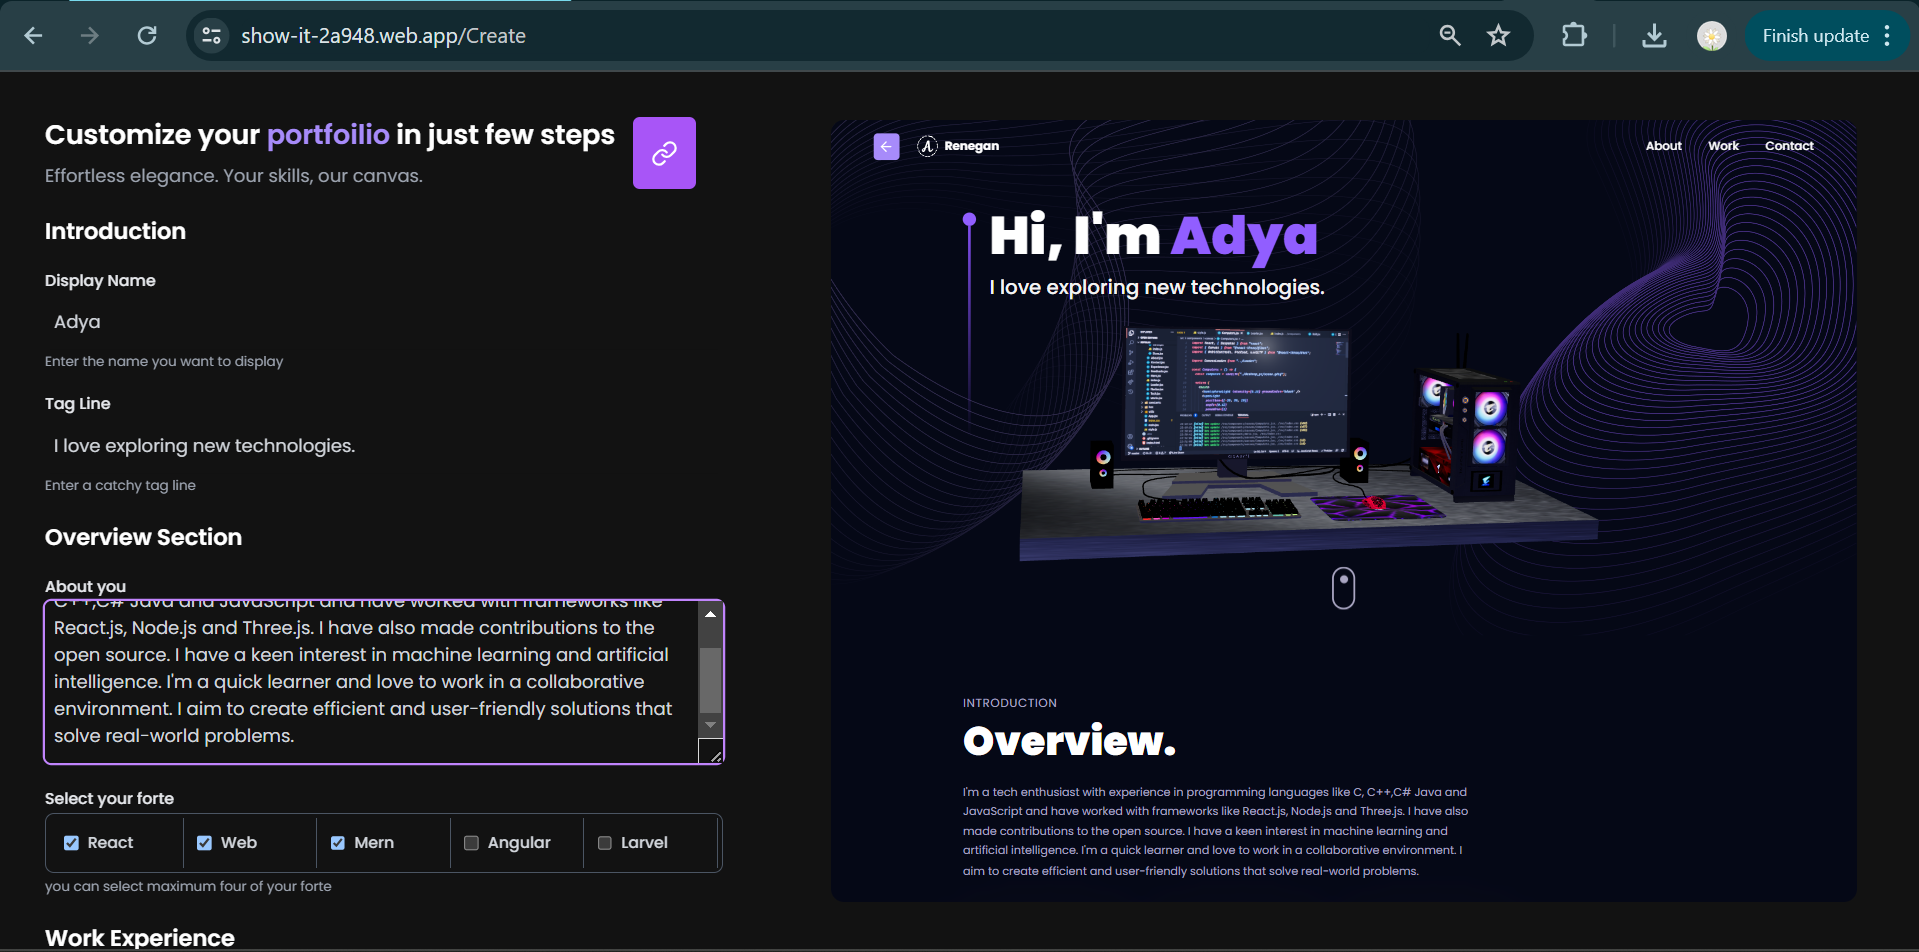 show-it-2a948.web.app/Create
Finish update
Customize your portfoilio in just few steps
Effortless elegance. Your skills, our canvas.
Introduction
Display Name
Adya
Enter the name you want to display
Tag Line
I love exploring new technologies.
Enter a catchy tag line
Overview Section
About you
C++,C# Java and JavaScript and have worked with frameworks like
React.js, Node.js and Three.js. I have also made contributions to the
open source. I have a keen interest in machine learning and artificial
intelligence. I'm a quick learner and love to work in a collaborative
environment. I aim to create efficient and user-friendly solutions that
solve real-world problems.
Select your forte
React
Web
Mern
Angular
Larvel
you can select maximum four of your forte
Work Experience
Renegan
About
Work
Contact
Hi, I'm Adya
I love exploring new technologies.
INTRODUCTION
Overview.
I'm a tech enthusiast with experience in programming languages like C, C++,C# Java and
JavaScript and have worked with frameworks like React.js, Node.js and Three.js. I have also
made contributions to the open source. I have a keen interest in machine learning and
artificial intelligence. I'm a quick learner and love to work in a collaborative environment. I
aim to create efficient and user-friendly solutions that solve real-world problems.